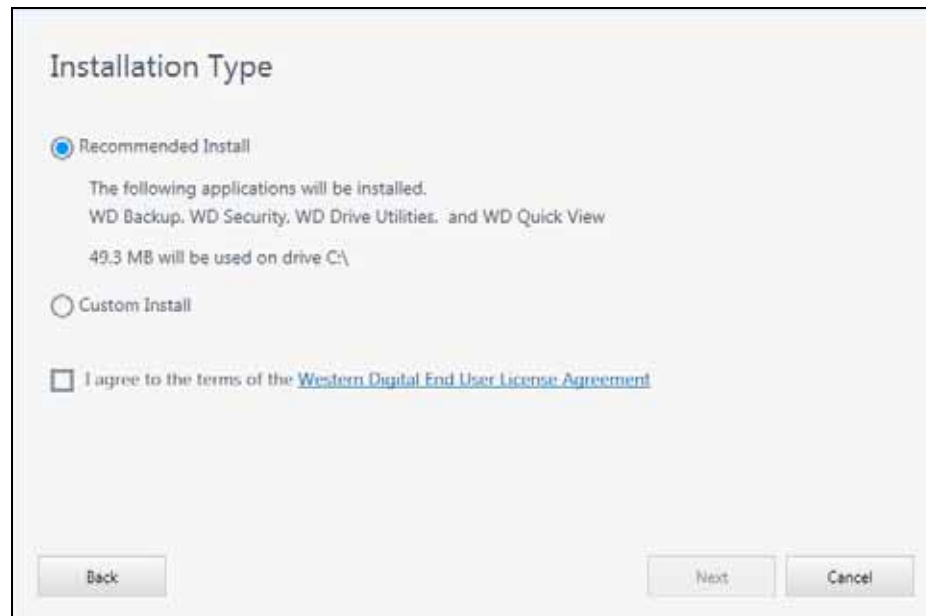 Installation Type
Recommended Install
The following applications will be installed.
WD Backup, WD Security, WD Drive Utilities, and WD Quick View
49.3 MB will be used on drive C:\
Custom Install
I agree to the terms of the Western Digital End User License Agreement
Back
Next
Cancel